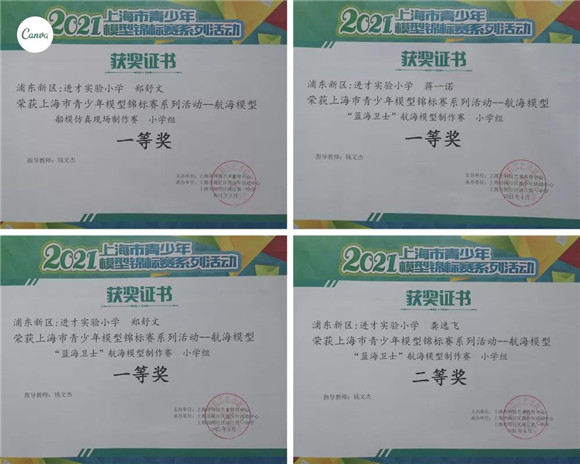 Canva
2021上海市青少年
模型锦标赛系列活动
获奖证书
浦东新区:进才实验小学 郑舒文
荣获上海市青少年模型锦标赛系列活动--航海模型
船模仿真现场制作赛 小学组
一等奖
指导教师：钱文杰
2021上海市青少年
模型锦标赛系列活动
获奖证书
浦东新区:进才实验小学 蒋一诺
荣获上海市青少年模型锦标赛系列活动--航海模型
“蓝海卫士”航海模型制作赛 小学组
一等奖
指导教师：钱文杰
2021上海市青少年
模型锦标赛系列活动
获奖证书
浦东新区:进才实验小学 郑舒文
荣获上海市青少年模型锦标赛系列活动--航海模型
“蓝海卫士”航海模型制作赛 小学组
一等奖
指导教师：钱文杰
2021上海市青少年
模型锦标赛系列活动
获奖证书
浦东新区:进才实验小学 龚逸飞
荣获上海市青少年模型锦标赛系列活动--航海模型
“蓝海卫士”航海模型制作赛 小学组
二等奖
指导教师：钱文杰